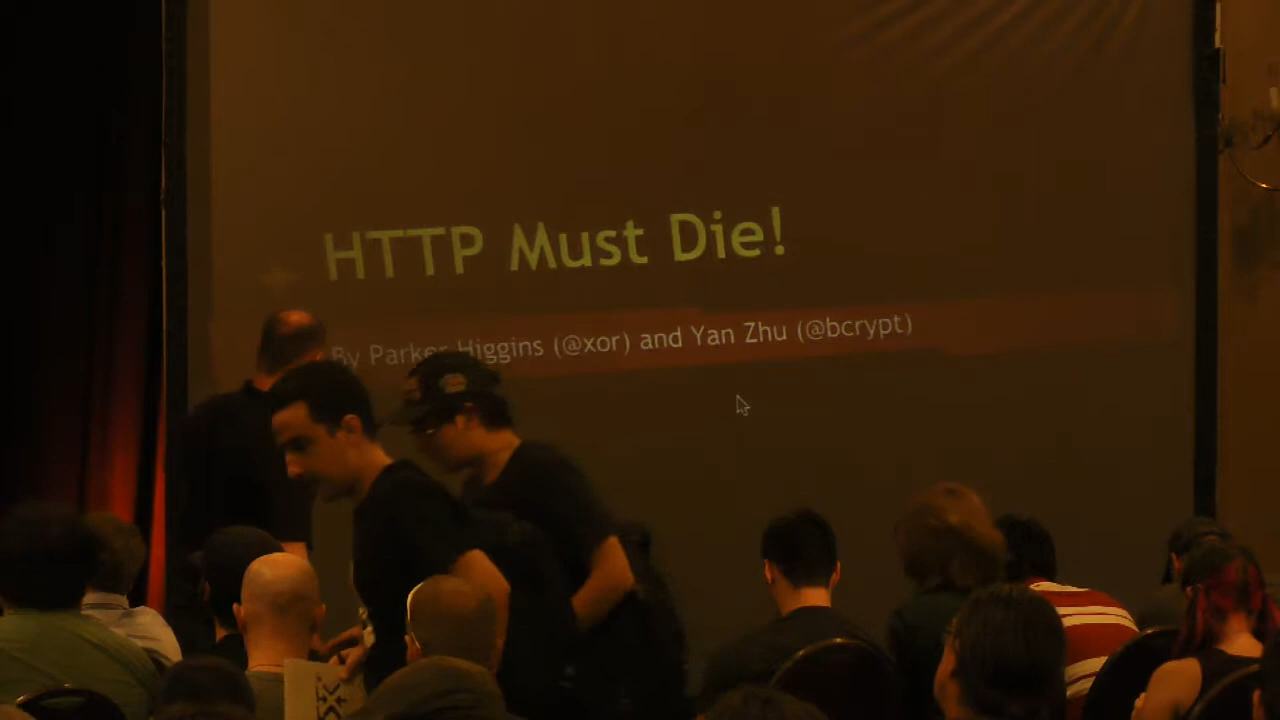 HTTP Must Die!
By Parker Higgins (@xor) and Yan Zhu (@bcrypt)